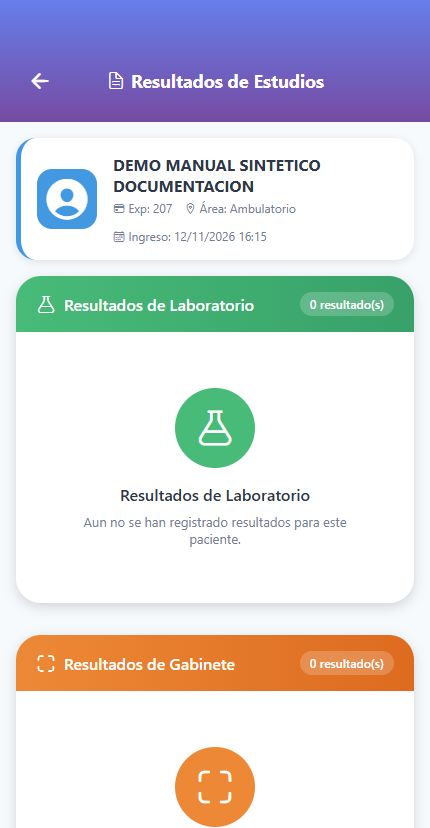 Resultados de Estudios
DEMO MANUAL SINTETICO
DOCUMENTACION
Exp: 207 Área: Ambulatorio
Ingreso: 12/11/2026 16:15
Resultados de Laboratorio 0 resultado(s)
Resultados de Laboratorio
Aun no se han registrado resultados para este
paciente.
Resultados de Gabinete 0 resultado(s)